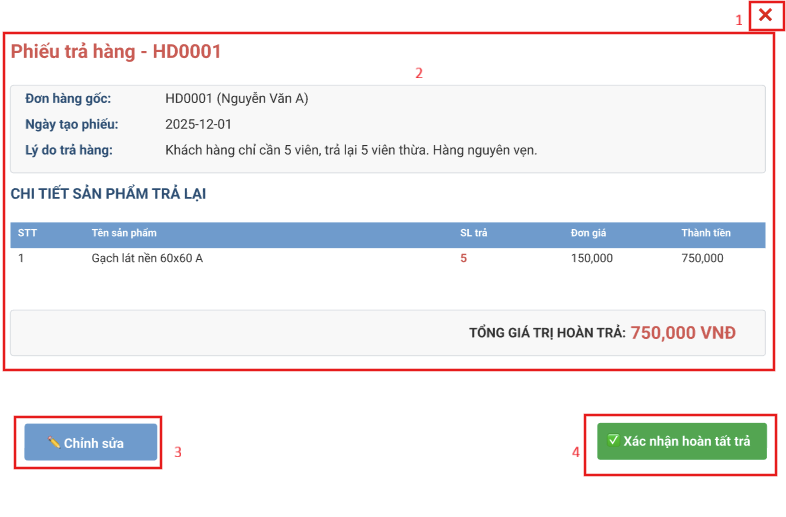 1 ✕
Phiếu trả hàng - HD0001
2
Đơn hàng gốc: HD0001 (Nguyễn Văn A)
Ngày tạo phiếu: 2025-12-01
Lý do trả hàng: Khách hàng chỉ cần 5 viên, trả lại 5 viên thừa. Hàng nguyên vẹn.
CHI TIẾT SẢN PHẨM TRẢ LẠI
STT Tên sản phẩm SL trả Đơn giá Thành tiền
1 Gạch lát nền 60x60 A 5 150,000 750,000
TỔNG GIÁ TRỊ HOÀN TRẢ: 750,000 VNĐ
✏️ Chỉnh sửa 3
4 ✅ Xác nhận hoàn tất trả